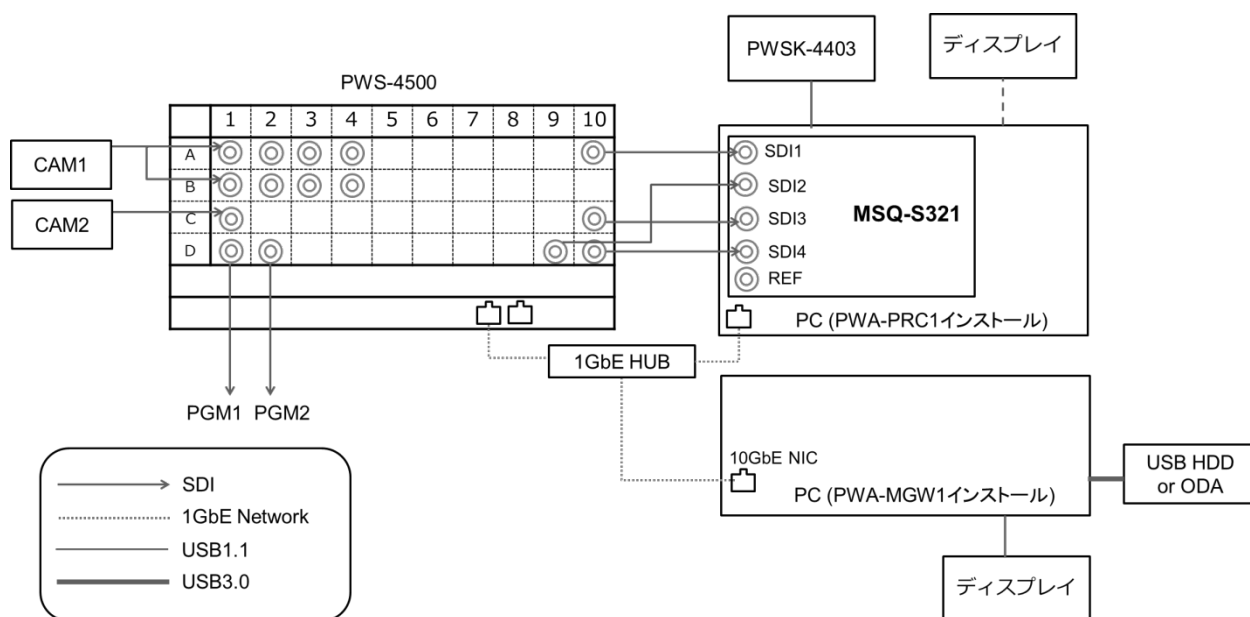 PWSK-4403
ディスプレイ
PWS-4500
1 2 3 4 5 6 7 8 9 10
A
B
C
D
CAM1
CAM2
SDI1
SDI2
SDI3
SDI4
REF
MSQ-S321
PC (PWA-PRC1インストール)
1GbE HUB
PGM1 PGM2
10GbE NIC
PC (PWA-MGW1インストール)
USB HDD
or ODA
ディスプレイ
SDI
1GbE Network
USB1.1
USB3.0